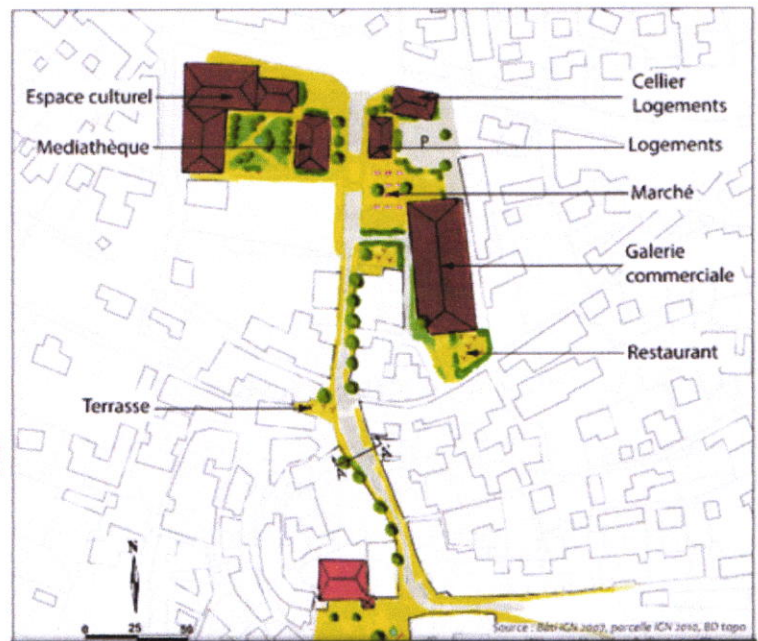 Espace culturel
Mediathèque
Terrasse
Cellier
Logements
P
Logements
Marché
Galerie
commerciale
Restaurant
N
0 25 50
Source : Bâti IGN 2007, parcelle IGN 2010, BD topo